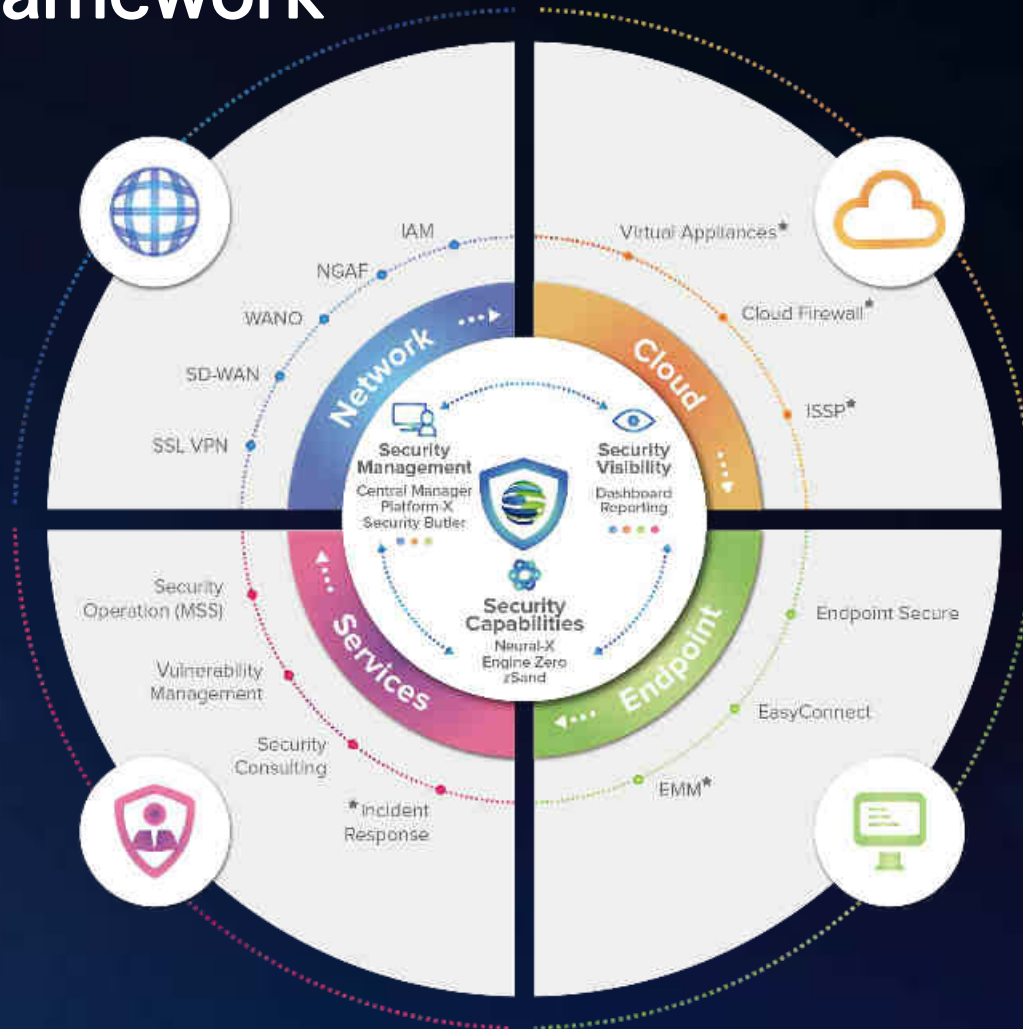 amework
IAM
NGAF
WANO
SD-WAN
SSL VPN
Network
Virtual Appliances*
Cloud Firewall*
ISSP*
Cloud
Security
Management
Central Manager
Platform-X
Security Butler
Security
Visibility
Dashboard
Reporting
Security
Capabilities
Neural-X
Engine Zero
zSand
Services
Security
Operation (MSS)
Vulnerability
Management
Security
Consulting
*Incident
Response
Endpoint
Endpoint Secure
EasyConnect
EMM*